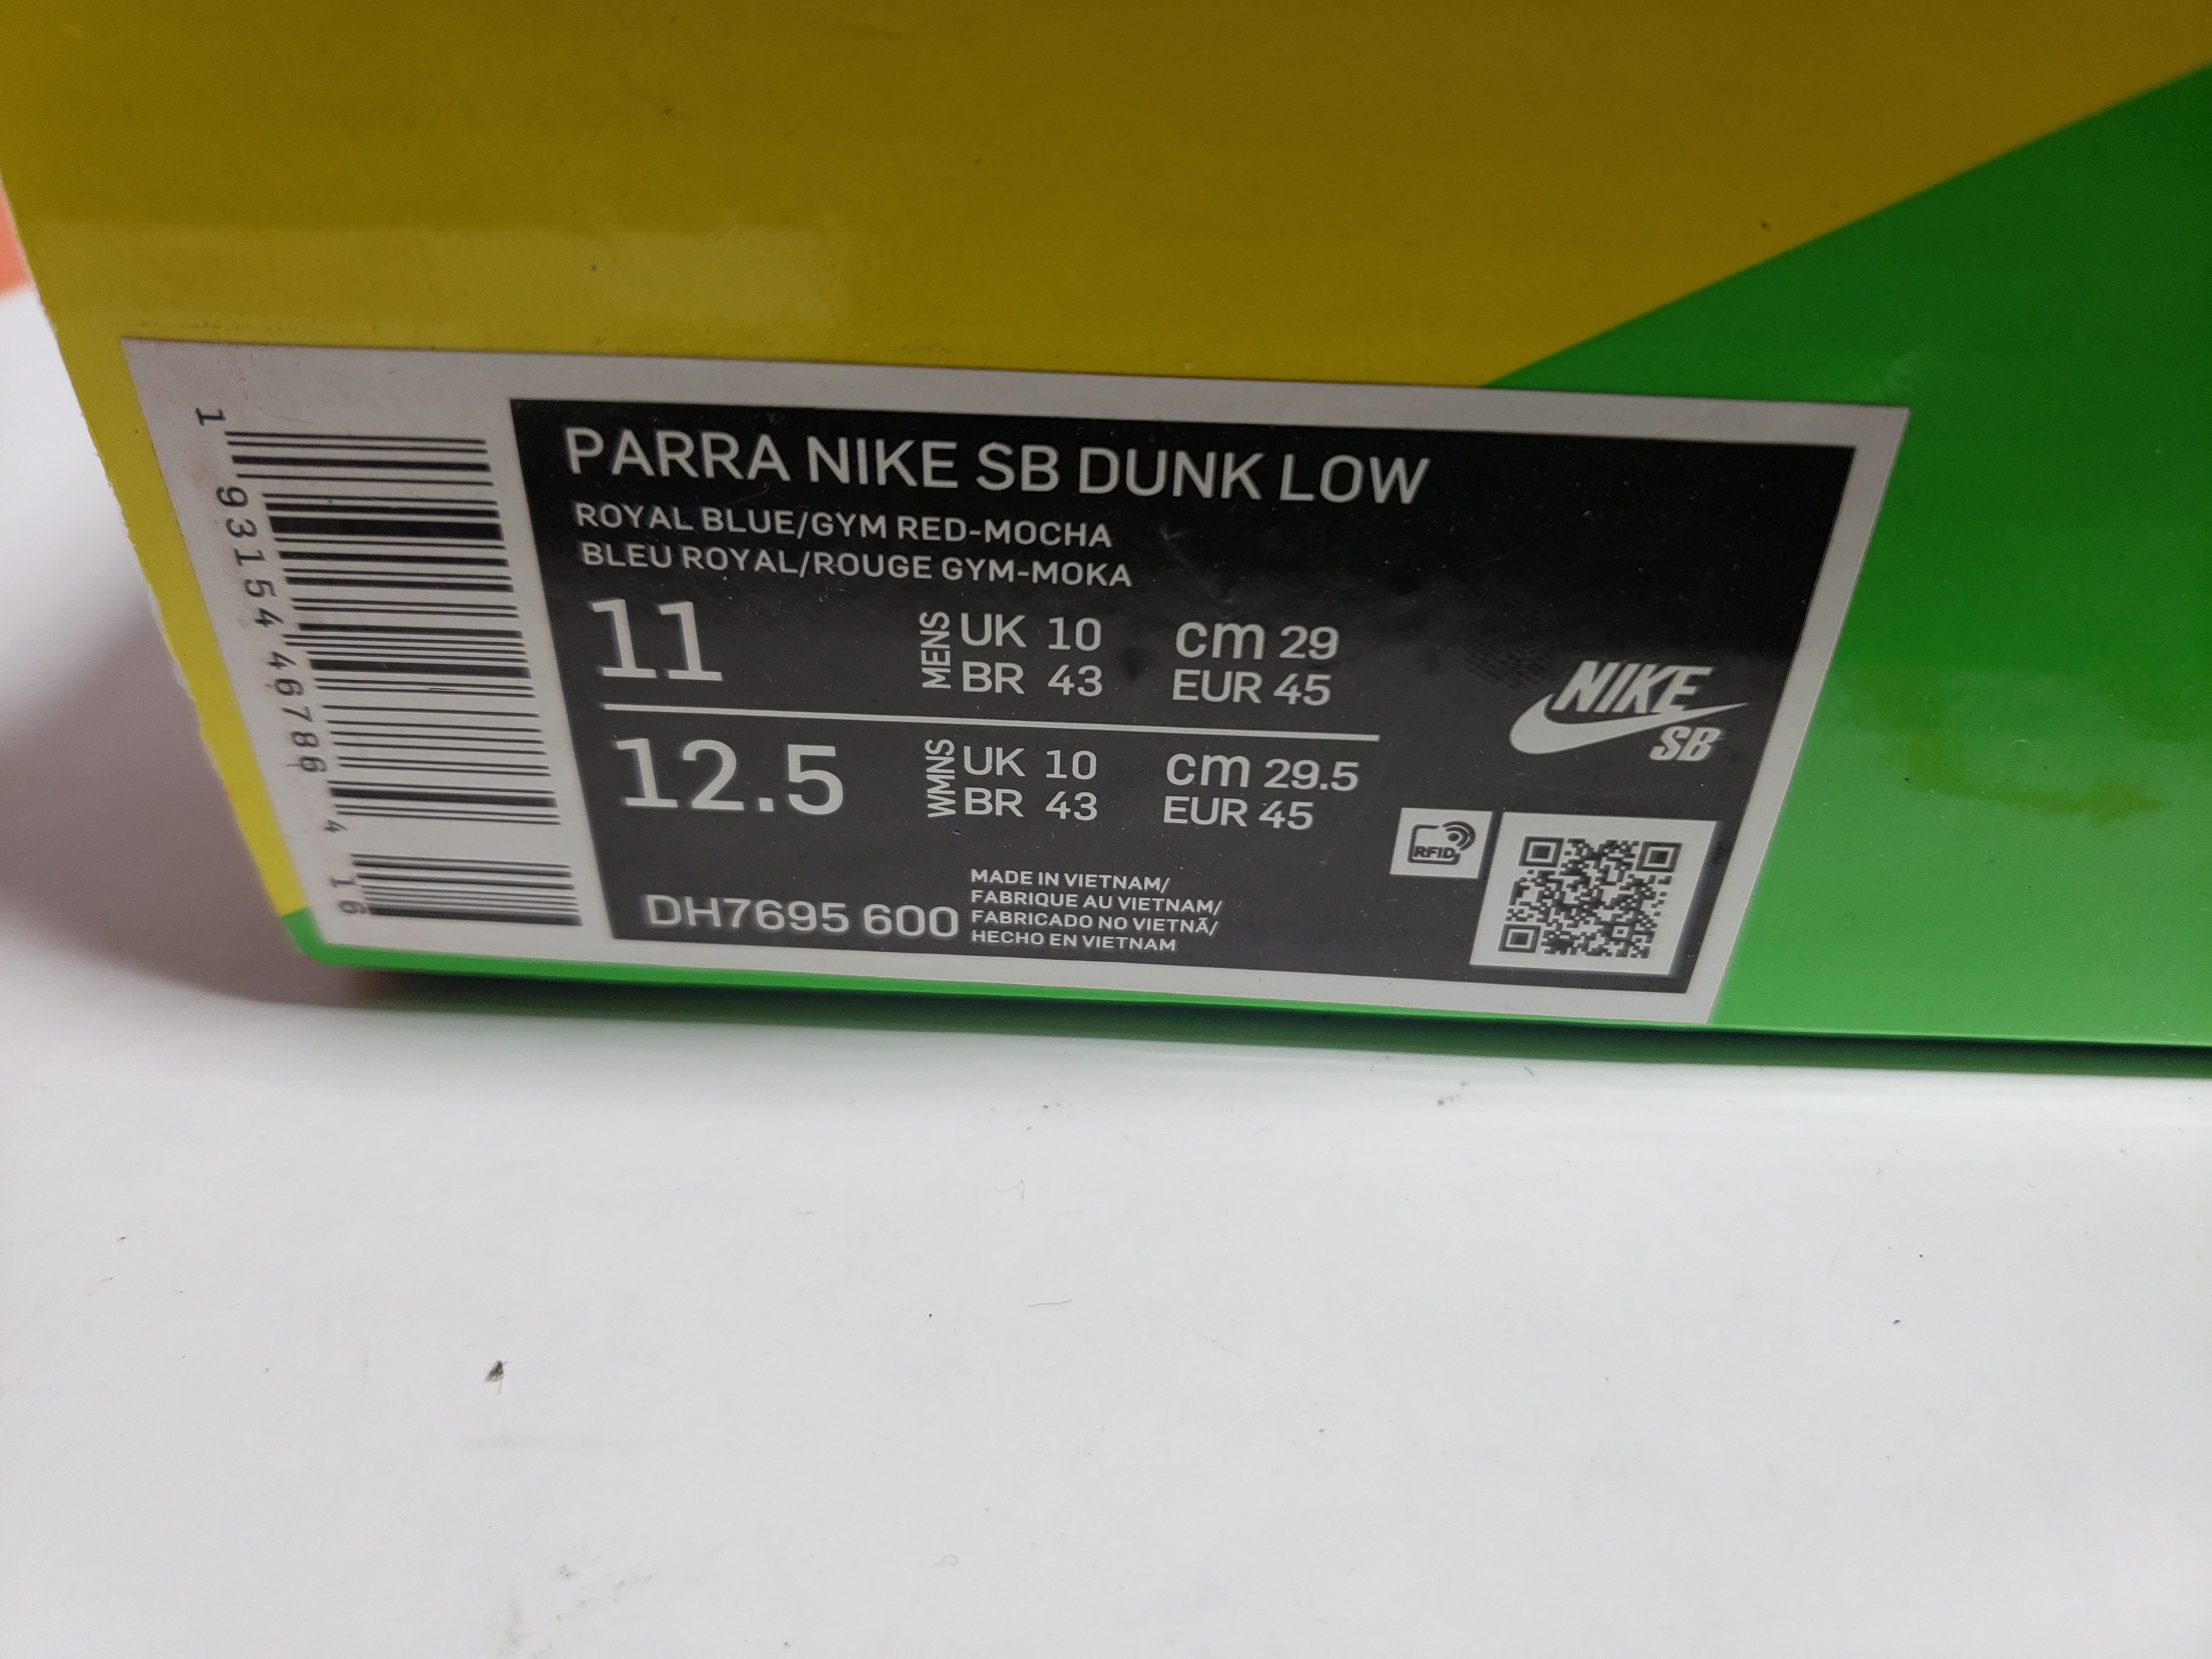 PARRA NIKE SB DUNK LOW
ROYAL BLUE/GYM RED-MOCHA
BLEU ROYAL/ROUGE GYM-MOKA
11 MENS UK 10 cm 29
BR 43 EUR 45
12.5 WMNS UK 10 cm 29.5
BR 43 EUR 45
NIKE
SB
RFID
DH7695 600
MADE IN VIETNAM/
FABRIQUE AU VIETNAM/
FABRICADO NO VIETNÃ/
HECHO EN VIETNAM
1 93154 46786 4 16